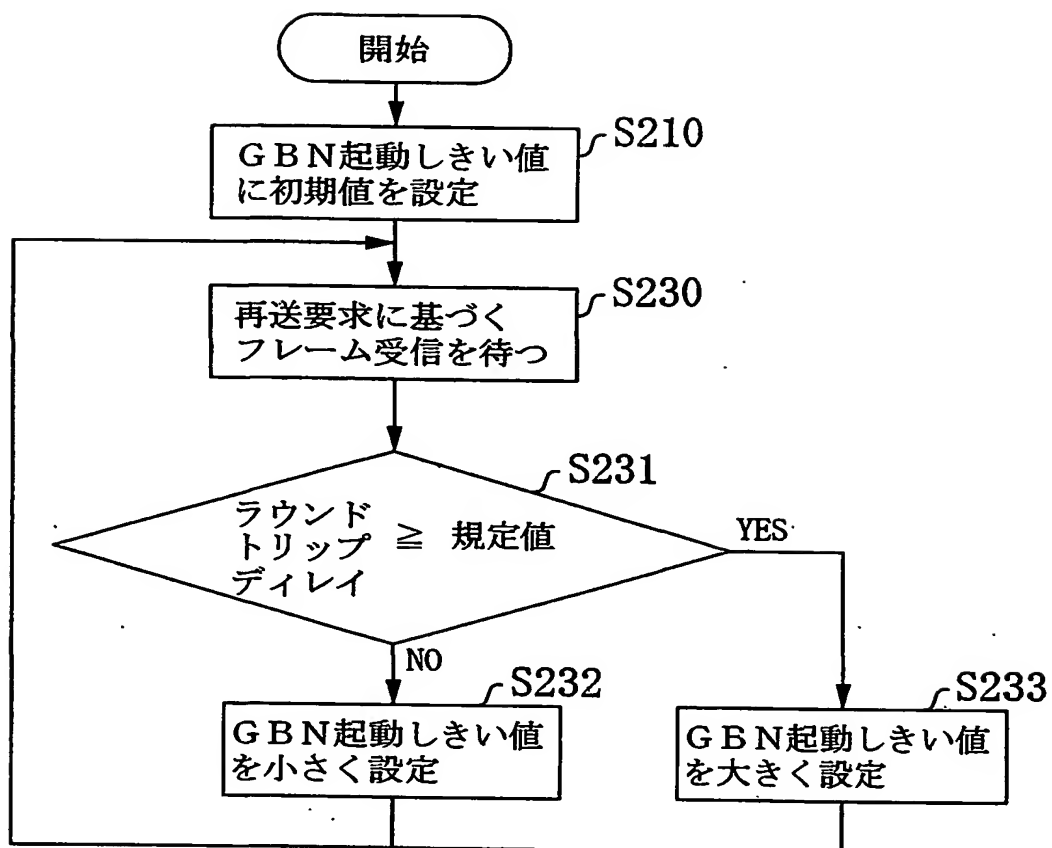 開始
S210
GBN起動しきい値
に初期値を設定
S230
再送要求に基づく
フレーム受信を待つ
S231
ラウンド
トリップ ≧ 規定値
ディレイ
YES
NO
S232
GBN起動しきい値
を小さく設定
S233
GBN起動しきい値
を大きく設定